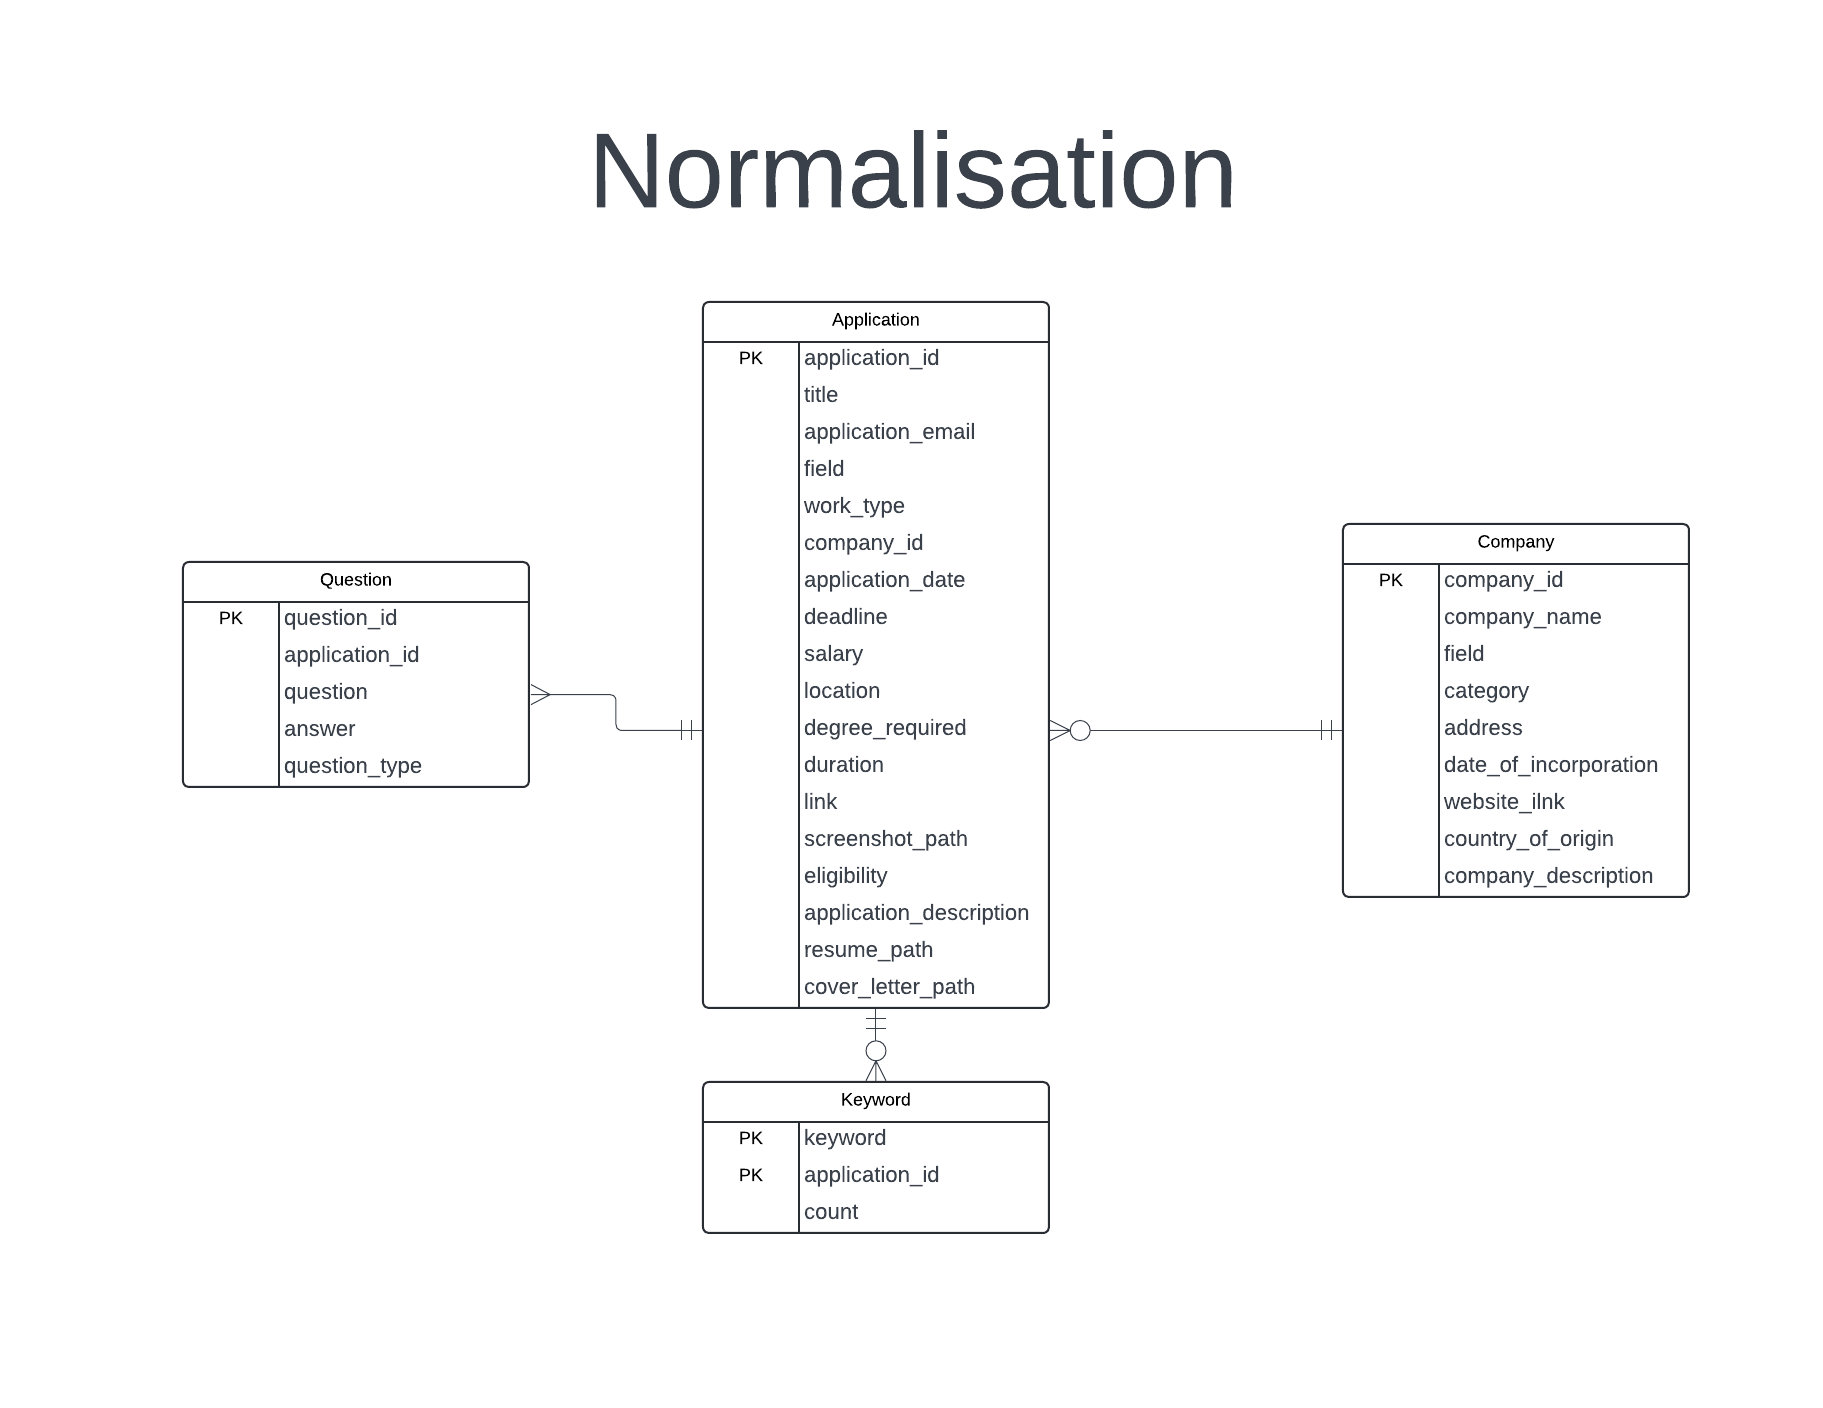 Normalisation
Application
PK application_id
title
application_email
field
work_type
company_id
application_date
deadline
salary
location
degree_required
duration
link
screenshot_path
eligibility
application_description
resume_path
cover_letter_path
Question
PK question_id
application_id
question
answer
question_type
Company
PK company_id
company_name
field
category
address
date_of_incorporation
website_ilnk
country_of_origin
company_description
Keyword
PK keyword
PK application_id
count